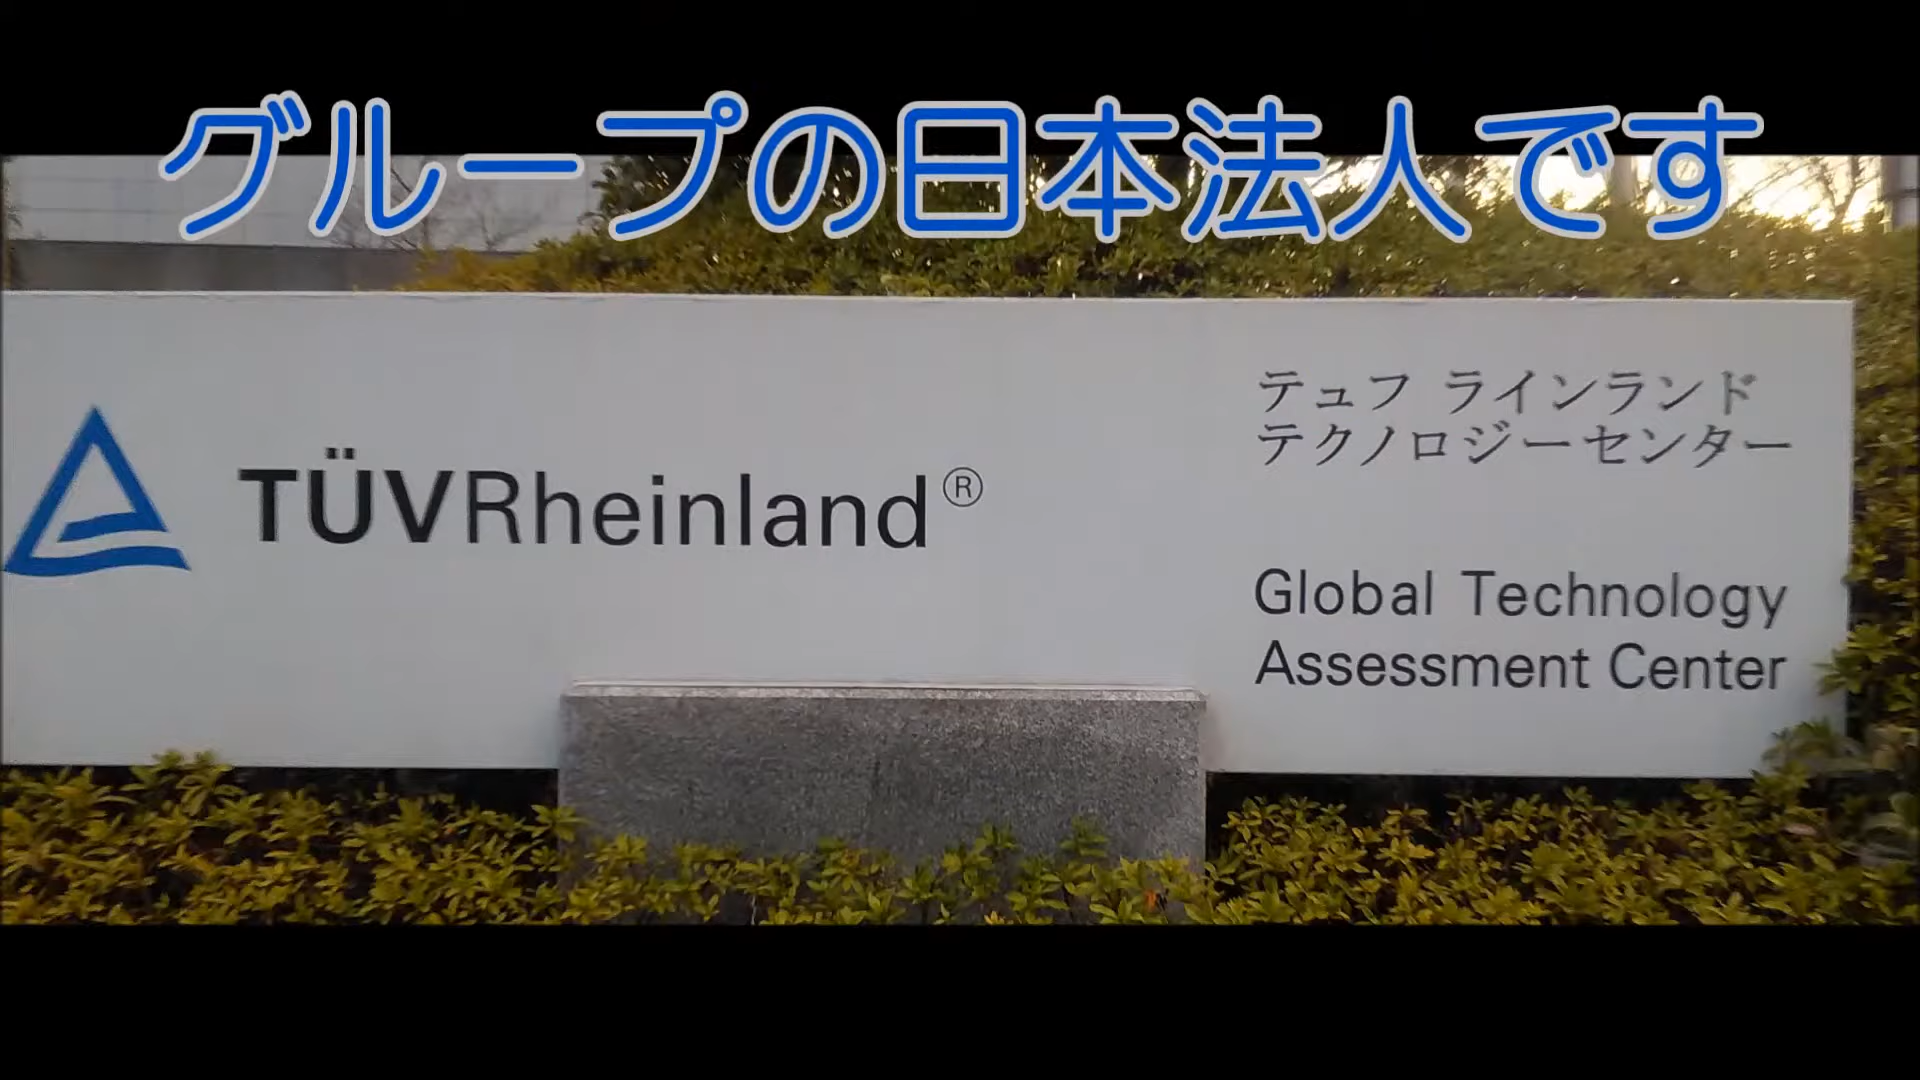 グループの日本法人です
TÜVRheinland®
テュフ ラインランド
テクノロジーセンター
Global Technology
Assessment Center